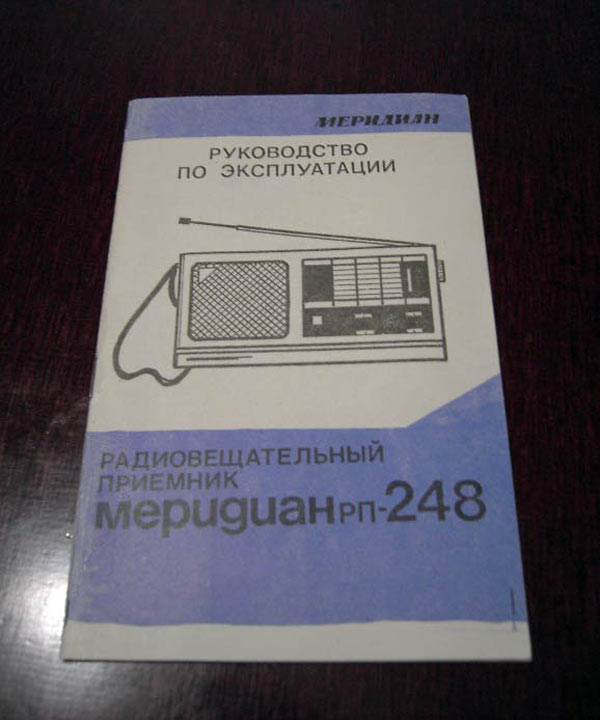 МЕРИДИАН
РУКОВОДСТВО
ПО ЭКСПЛУАТАЦИИ
РАДИОВЕЩАТЕЛЬНЫЙ
ПРИЕМНИК
меридиан РП-248